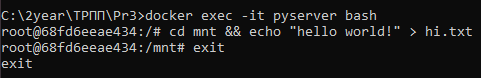 C:\2year\ТРПП\Pr3>docker exec -it pyserver bash
root@68fd6eeae434:/# cd mnt && echo "hello world!" > hi.txt
root@68fd6eeae434:/mnt# exit
exit